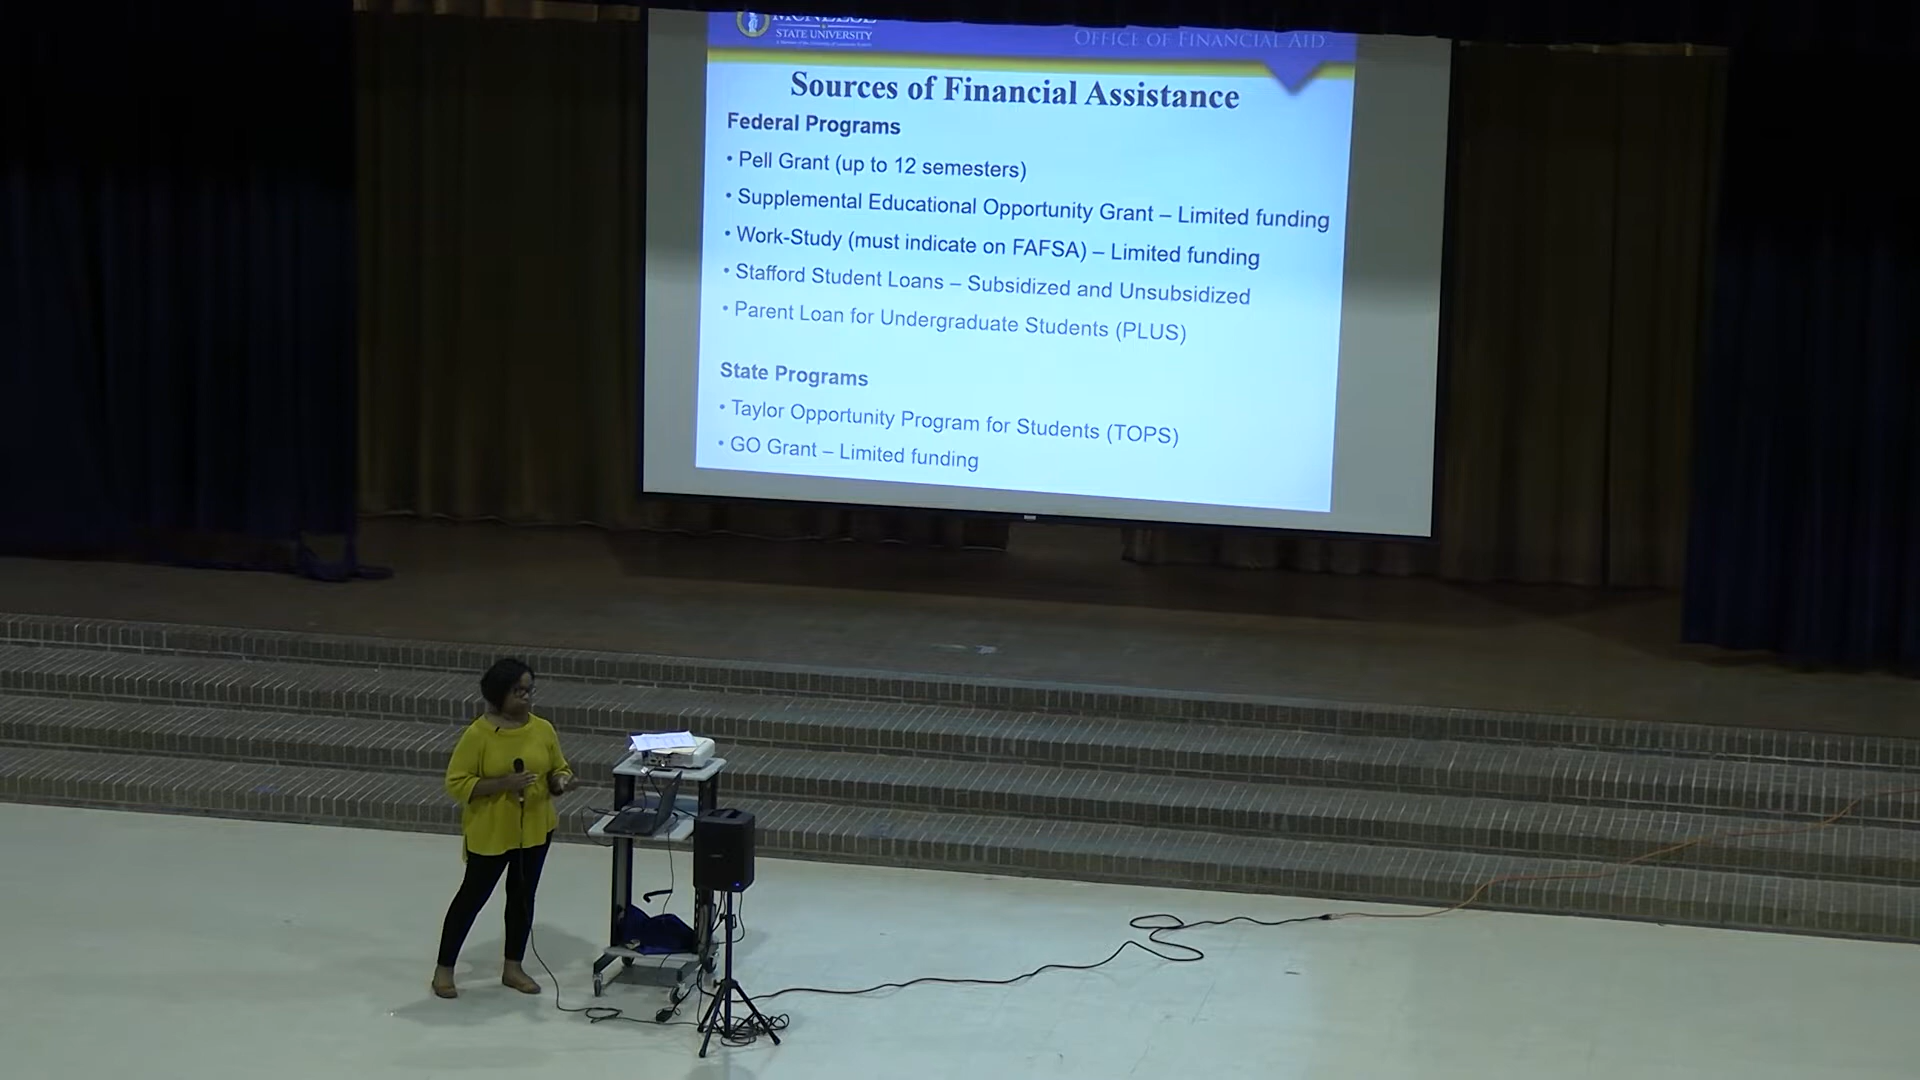 STATE UNIVERSITY
OFFICE OF FINANCIAL AID
Sources of Financial Assistance
Federal Programs
• Pell Grant (up to 12 semesters)
• Supplemental Educational Opportunity Grant – Limited funding
• Work-Study (must indicate on FAFSA) – Limited funding
• Stafford Student Loans – Subsidized and Unsubsidized
• Parent Loan for Undergraduate Students (PLUS)
State Programs
• Taylor Opportunity Program for Students (TOPS)
• GO Grant – Limited funding